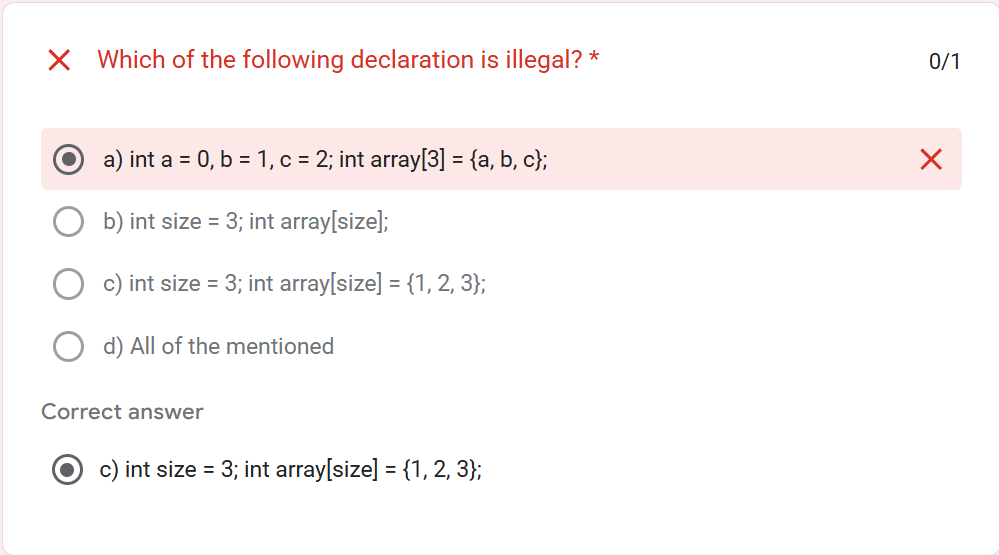 Which of the following declaration is illegal? *
0/1
a) int a = 0, b = 1, c = 2; int array[3] = {a, b, c};
b) int size = 3; int array[size];
c) int size = 3; int array[size] = {1, 2, 3};
d) All of the mentioned
Correct answer
c) int size = 3; int array[size] = {1, 2, 3};